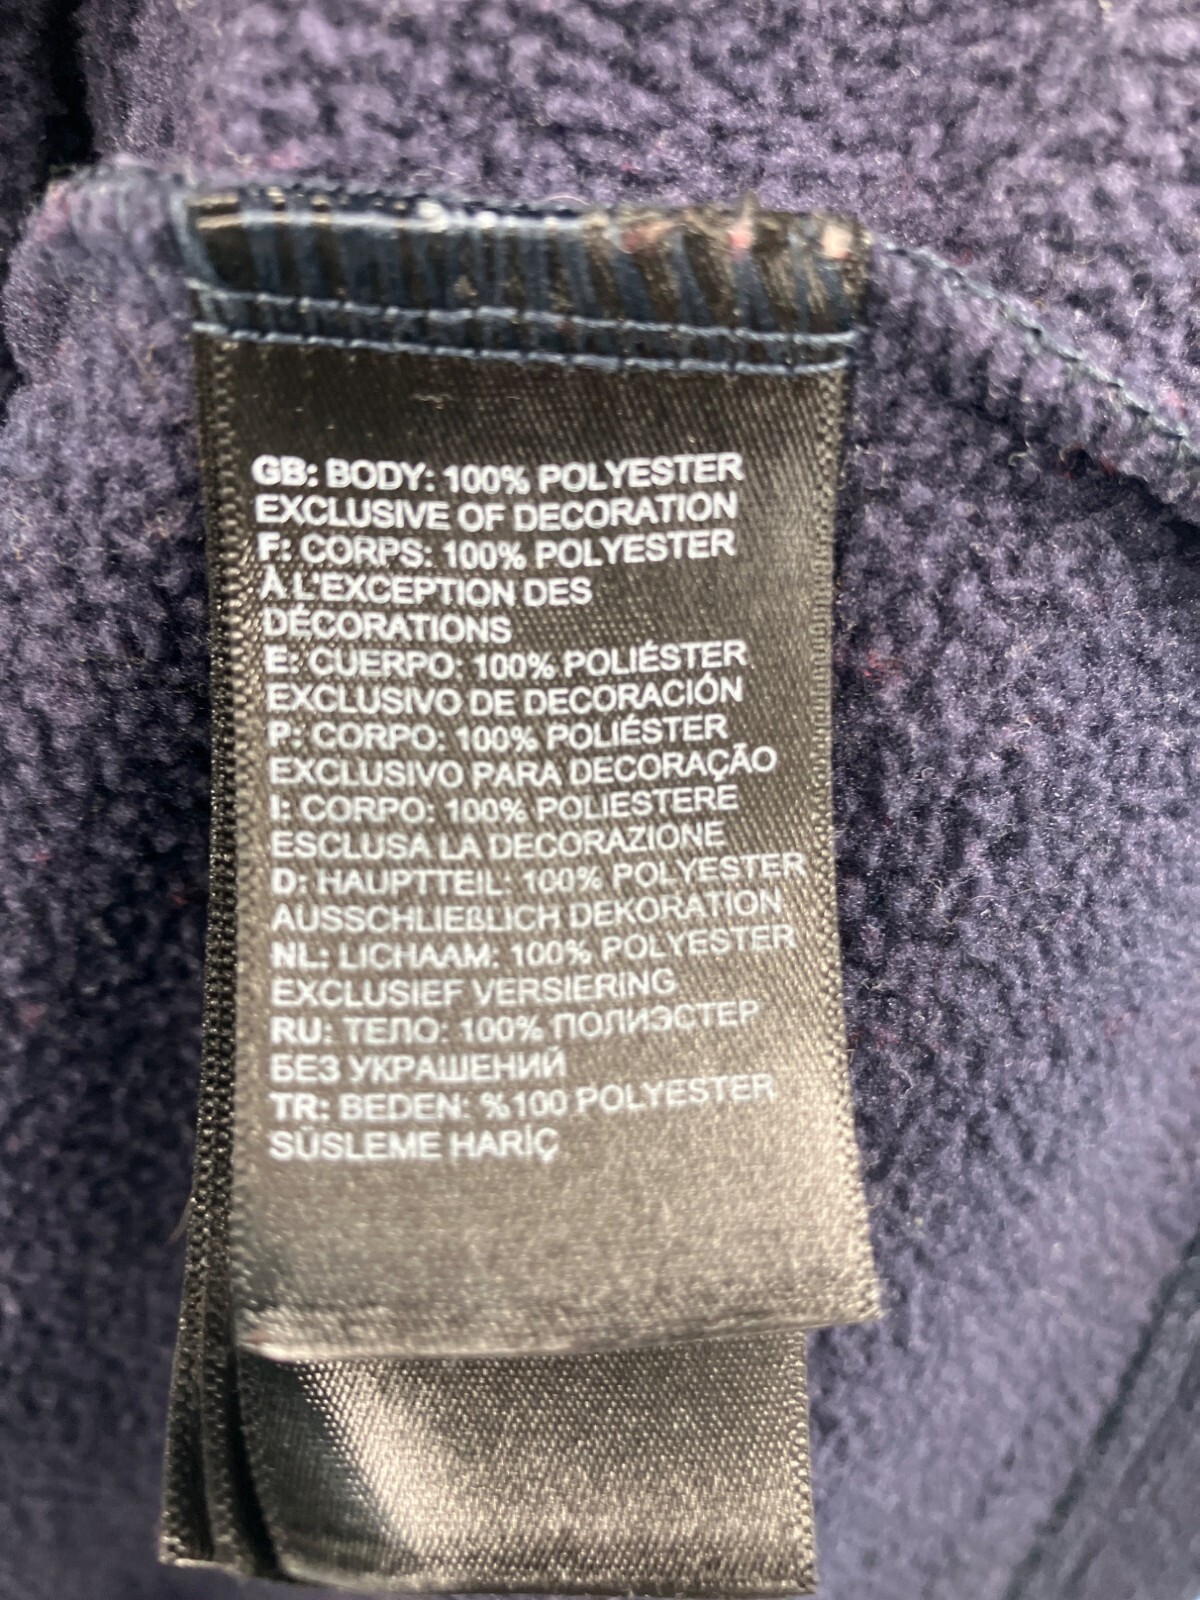 GB: BODY: 100% POLYESTER
EXCLUSIVE OF DECORATION
F: CORPS: 100% POLYESTER
À L'EXCEPTION DES
DÉCORATIONS
E: CUERPO: 100% POLIÉSTER
EXCLUSIVO DE DECORACIÓN
P: CORPO: 100% POLIÉSTER
EXCLUSIVO PARA DECORAÇÃO
I: CORPO: 100% POLIESTERE
ESCLUSA LA DECORAZIONE
D: HAUPTTEIL: 100% POLYESTER
AUSSCHLIEßLICH DEKORATION
NL: LICHAAM: 100% POLYESTER
EXCLUSIEF VERSIERING
RU: ТЕЛО: 100% ПОЛИЭСТЕР
БЕЗ УКРАШЕНИЙ
TR: BEDEN: %100 POLYESTER
SÜSLEME HARİÇ